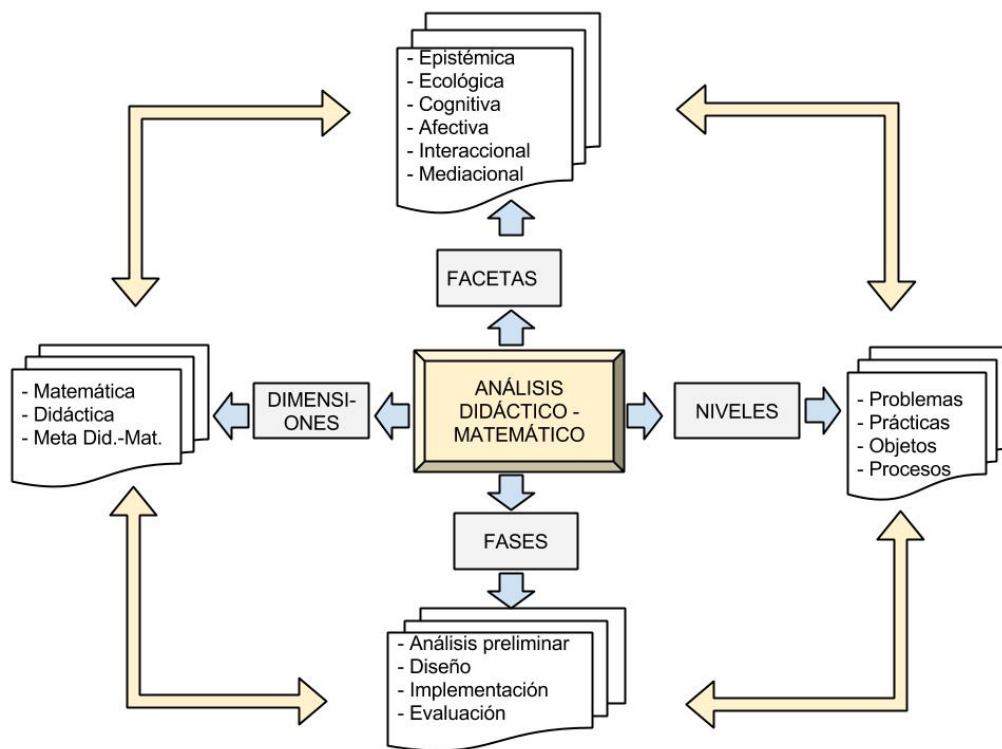 - Epistémica
- Ecológica
- Cognitiva
- Afectiva
- Interaccional
- Mediacional
FACETAS
- Matemática
- Didáctica
- Meta Did.-Mat.
DIMENSI-
ONES
ANÁLISIS
DIDÁCTICO -
MATEMÁTICO
NIVELES
- Problemas
- Prácticas
- Objetos
- Procesos
FASES
- Análisis preliminar
- Diseño
- Implementación
- Evaluación